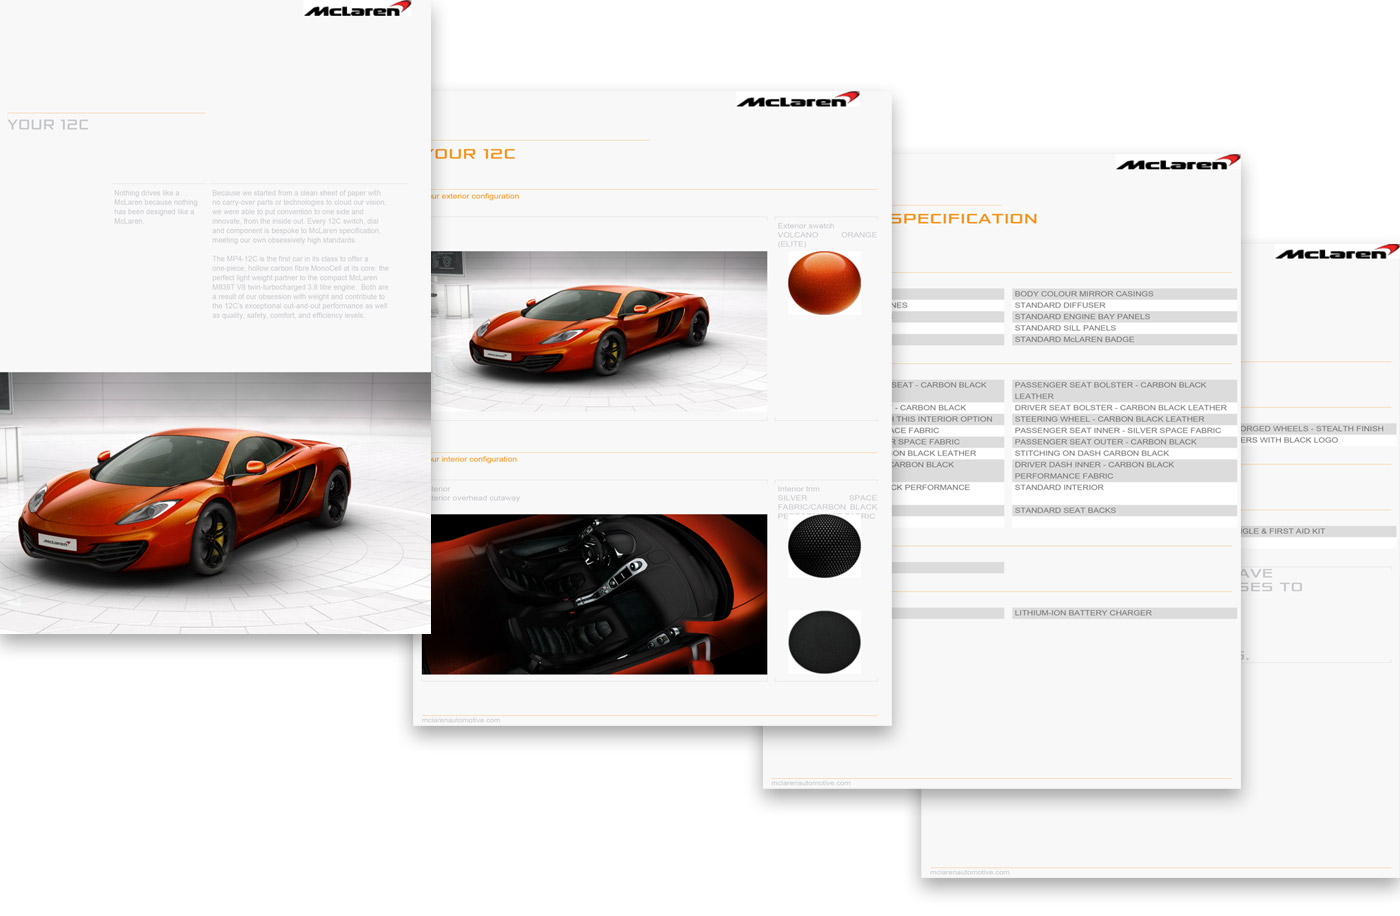 McLaren
YOUR 12C
Nothing drives like a
McLaren because nothing
has been designed like a
McLaren.
Because we started from a clean sheet of paper with
no carry-over parts or technologies to cloud our vision,
we were able to put convention to one side and
innovate, from the inside out. Every 12C switch, dial
and component is bespoke to McLaren specification,
meeting our own obsessively high standards.
The MP4-12C is the first car in its class to offer a
one-piece, hollow carbon fibre MonoCell at its core: the
perfect light weight partner to the compact McLaren
M838T V8 twin-turbocharged 3.8 litre engine. Both are
a result of our obsession with weight and contribute to
the 12C's exceptional out-and-out performance as well
as quality, safety, comfort, and efficiency levels.
McLaren
McLaren
YOUR 12C
our exterior configuration
Exterior swatch
VOLCANO ORANGE
(ELITE)
McLaren
our interior configuration
terior
terior overhead cutaway
Interior trim
SILVER SPACE
FABRIC/CARBON BLACK
mclarenautomotive.com
McLaren
SPECIFICATION
BODY COLOUR MIRROR CASINGS
NES
STANDARD DIFFUSER
STANDARD ENGINE BAY PANELS
STANDARD SILL PANELS
STANDARD McLAREN BADGE
SEAT - CARBON BLACK
- CARBON BLACK
THIS INTERIOR OPTION
ACE FABRIC
R SPACE FABRIC
ON BLACK LEATHER
CARBON BLACK
CK PERFORMANCE
PASSENGER SEAT BOLSTER - CARBON BLACK
LEATHER
DRIVER SEAT BOLSTER - CARBON BLACK LEATHER
STEERING WHEEL - CARBON BLACK LEATHER
PASSENGER SEAT INNER - SILVER SPACE FABRIC
PASSENGER SEAT OUTER - CARBON BLACK
STITCHING ON DASH CARBON BLACK
DRIVER DASH INNER - CARBON BLACK
PERFORMANCE FABRIC
STANDARD INTERIOR
STANDARD SEAT BACKS
LITHIUM-ION BATTERY CHARGER
mclarenautomotive.com
McLaren
ORGED WHEELS - STEALTH FINISH
ERS WITH BLACK LOGO
GLE & FIRST AID KIT
AVE
SES TO
S.
mclarenautomotive.com